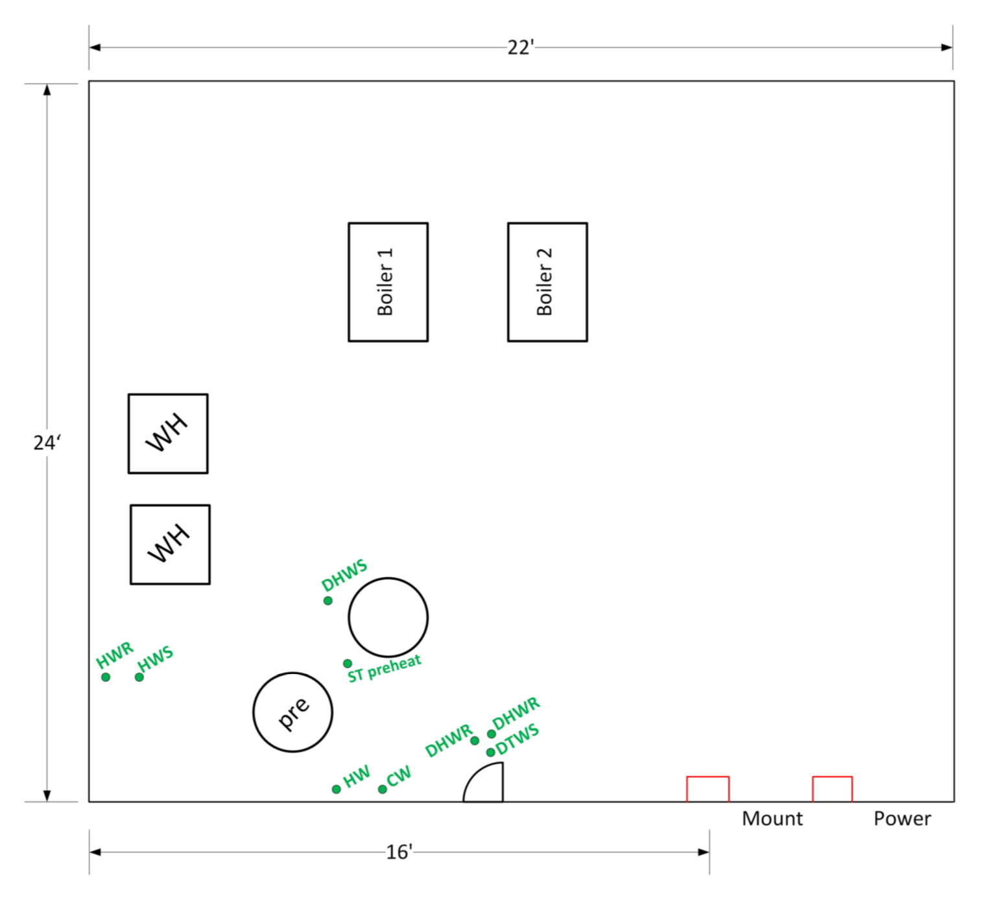 22'
Boiler 1
Boiler 2
24‘
WH
WH
DHWS
HWR
HWS
ST preheat
pre
DHWR
DHWR
DTWS
HW
CW
Mount
Power
16'